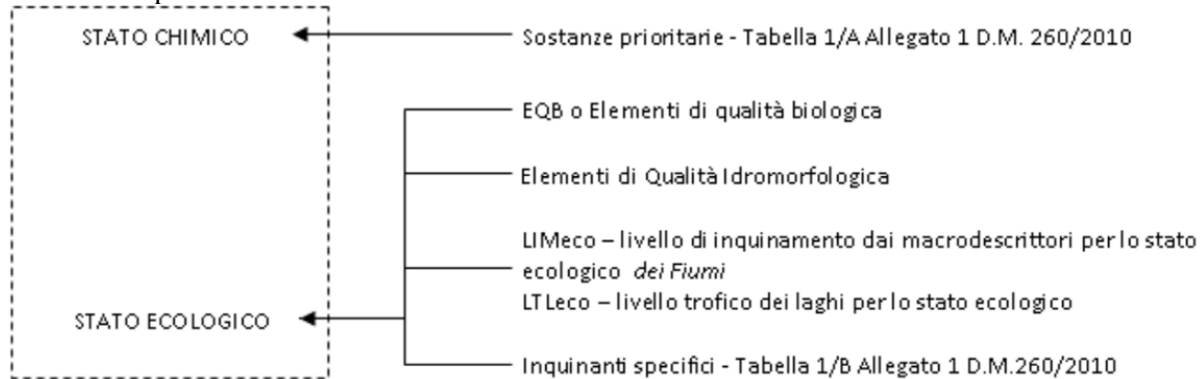 STATO CHIMICO
Sostanze prioritarie - Tabella 1/A Allegato 1 D.M. 260/2010
EQB o Elementi di qualità biologica
Elementi di Qualità Idromorfologica
LIMeco – livello di inquinamento dai macrodescrittori per lo stato
ecologico dei Fiumi
LTLeco – livello trofico dei laghi per lo stato ecologico
STATO ECOLOGICO
Inquinanti specifici - Tabella 1/B Allegato 1 D.M.260/2010